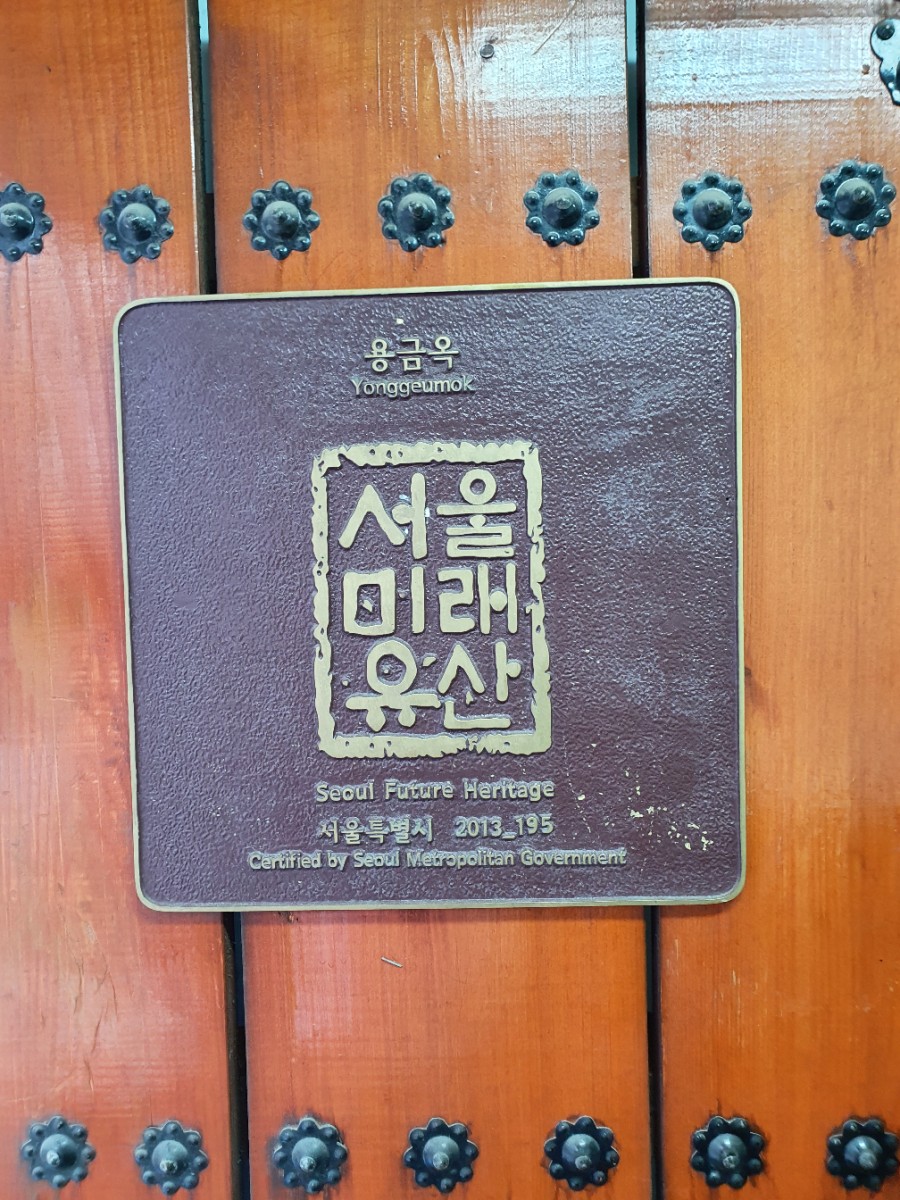 용금옥
Yonggeumok
서울
미래
유산
Seoul Future Heritage
서울특별시 2013_195
Certified by Seoul Metropolitan Government